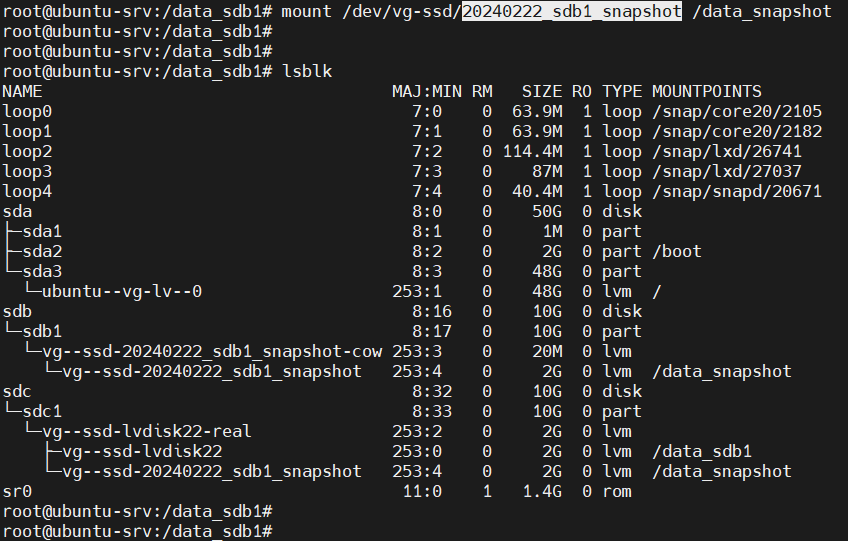 root@ubuntu-srv:/data_sdb1# mount /dev/vg-ssd/20240222_sdb1_snapshot /data_snapshot
root@ubuntu-srv:/data_sdb1#
root@ubuntu-srv:/data_sdb1#
root@ubuntu-srv:/data_sdb1# lsblk
NAME                                MAJ:MIN RM   SIZE RO TYPE MOUNTPOINTS
loop0                                 7:0    0  63.9M  1 loop /snap/core20/2105
loop1                                 7:1    0  63.9M  1 loop /snap/core20/2182
loop2                                 7:2    0 114.4M  1 loop /snap/lxd/26741
loop3                                 7:3    0    87M  1 loop /snap/lxd/27037
loop4                                 7:4    0  40.4M  1 loop /snap/snapd/20671
sda                                   8:0    0    50G  0 disk
├─sda1                                8:1    0     1M  0 part
├─sda2                                8:2    0     2G  0 part /boot
└─sda3                                8:3    0    48G  0 part
  └─ubuntu--vg-lv--0                253:1    0    48G  0 lvm  /
sdb                                   8:16   0    10G  0 disk
└─sdb1                                8:17   0    10G  0 part
  └─vg--ssd-20240222_sdb1_snapshot-cow 253:3    0    20M  0 lvm
    └─vg--ssd-20240222_sdb1_snapshot 253:4    0     2G  0 lvm  /data_snapshot
sdc                                   8:32   0    10G  0 disk
└─sdc1                                8:33   0    10G  0 part
  └─vg--ssd-lvdisk22-real           253:2    0     2G  0 lvm
    ├─vg--ssd-lvdisk22              253:0    0     2G  0 lvm  /data_sdb1
    └─vg--ssd-20240222_sdb1_snapshot 253:4    0     2G  0 lvm  /data_snapshot
sr0                                  11:0    1   1.4G  0 rom
root@ubuntu-srv:/data_sdb1#
root@ubuntu-srv:/data_sdb1#